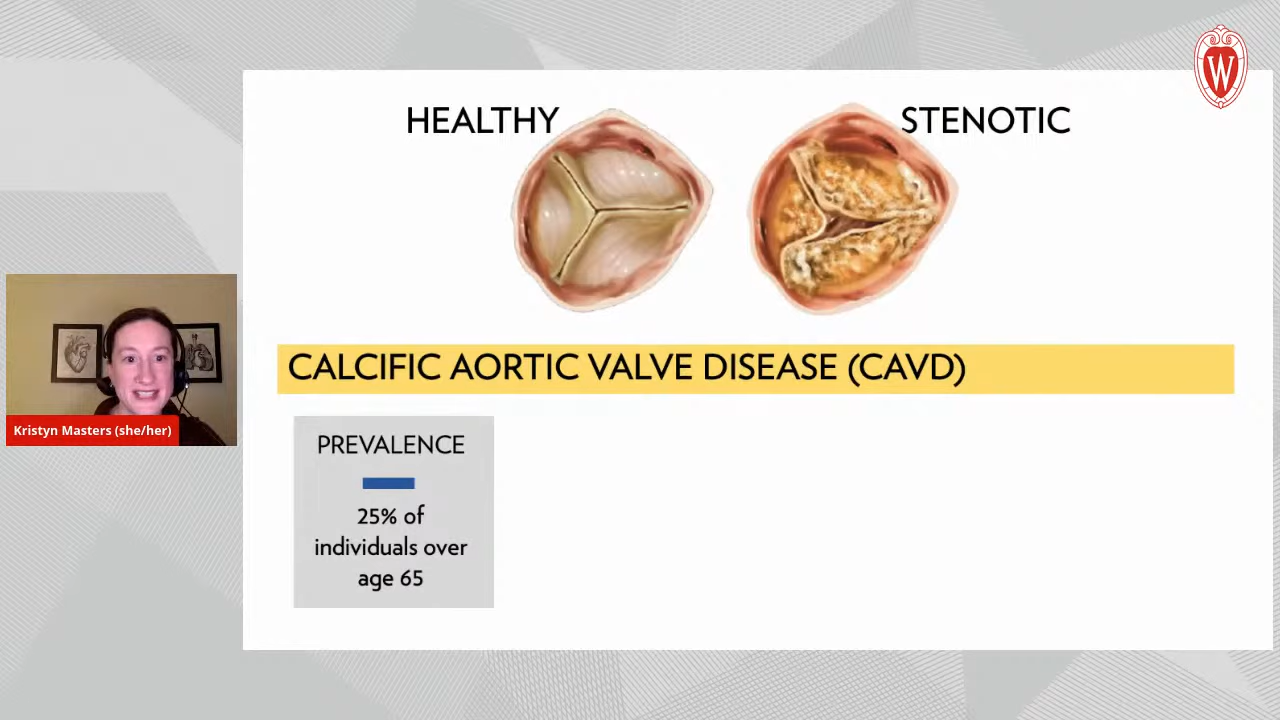 W
HEALTHY
STENOTIC
CALCIFIC AORTIC VALVE DISEASE (CAVD)
PREVALENCE
25% of
individuals over
age 65
Kristyn Masters (she/her)